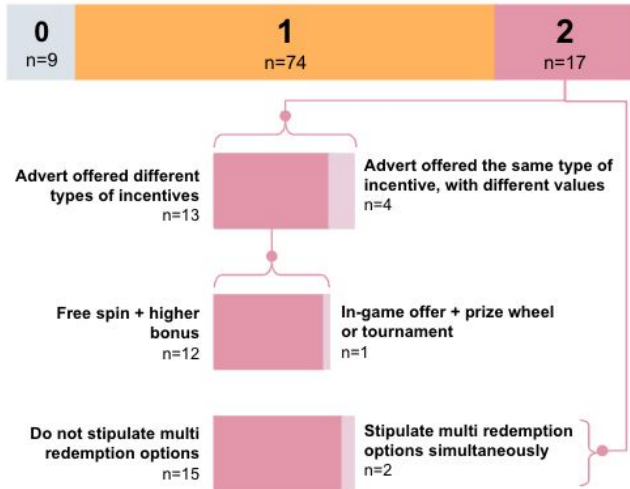 0
n=9
1
n=74
2
n=17
Advert offered different
types of incentives
n=13
Advert offered the same type of
incentive, with different values
n=4
Free spin + higher
bonus
n=12
In-game offer + prize wheel
or tournament
n=1
Do not stipulate multi
redemption options
n=15
Stipulate multi redemption
options simultaneously
n=2